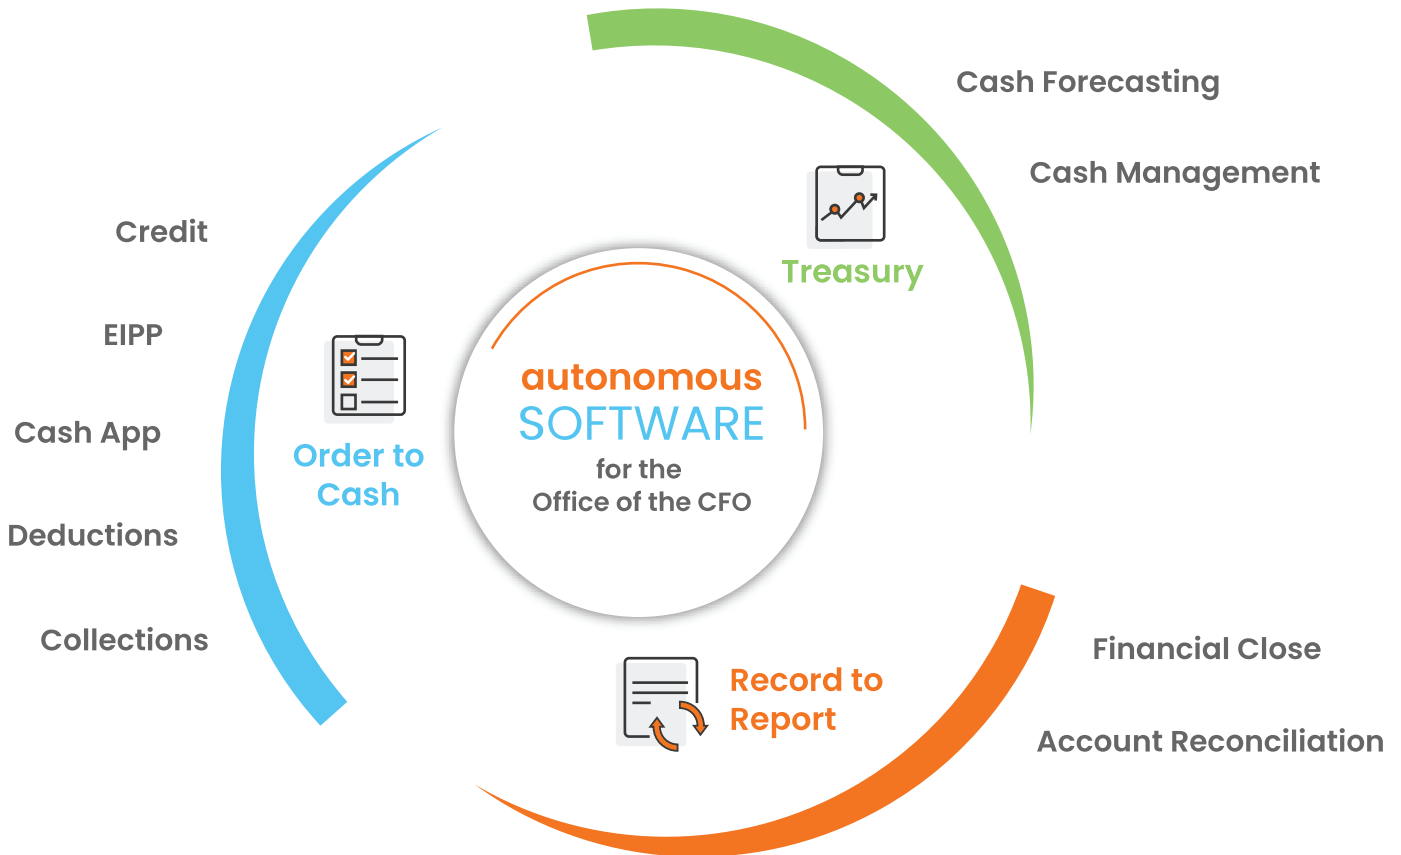 Cash Forecasting
Cash Management
Treasury
Credit
EIPP
Cash App
Deductions
Collections
Order to
Cash
autonomous
SOFTWARE
for the
Office of the CFO
Record to
Report
Financial Close
Account Reconciliation